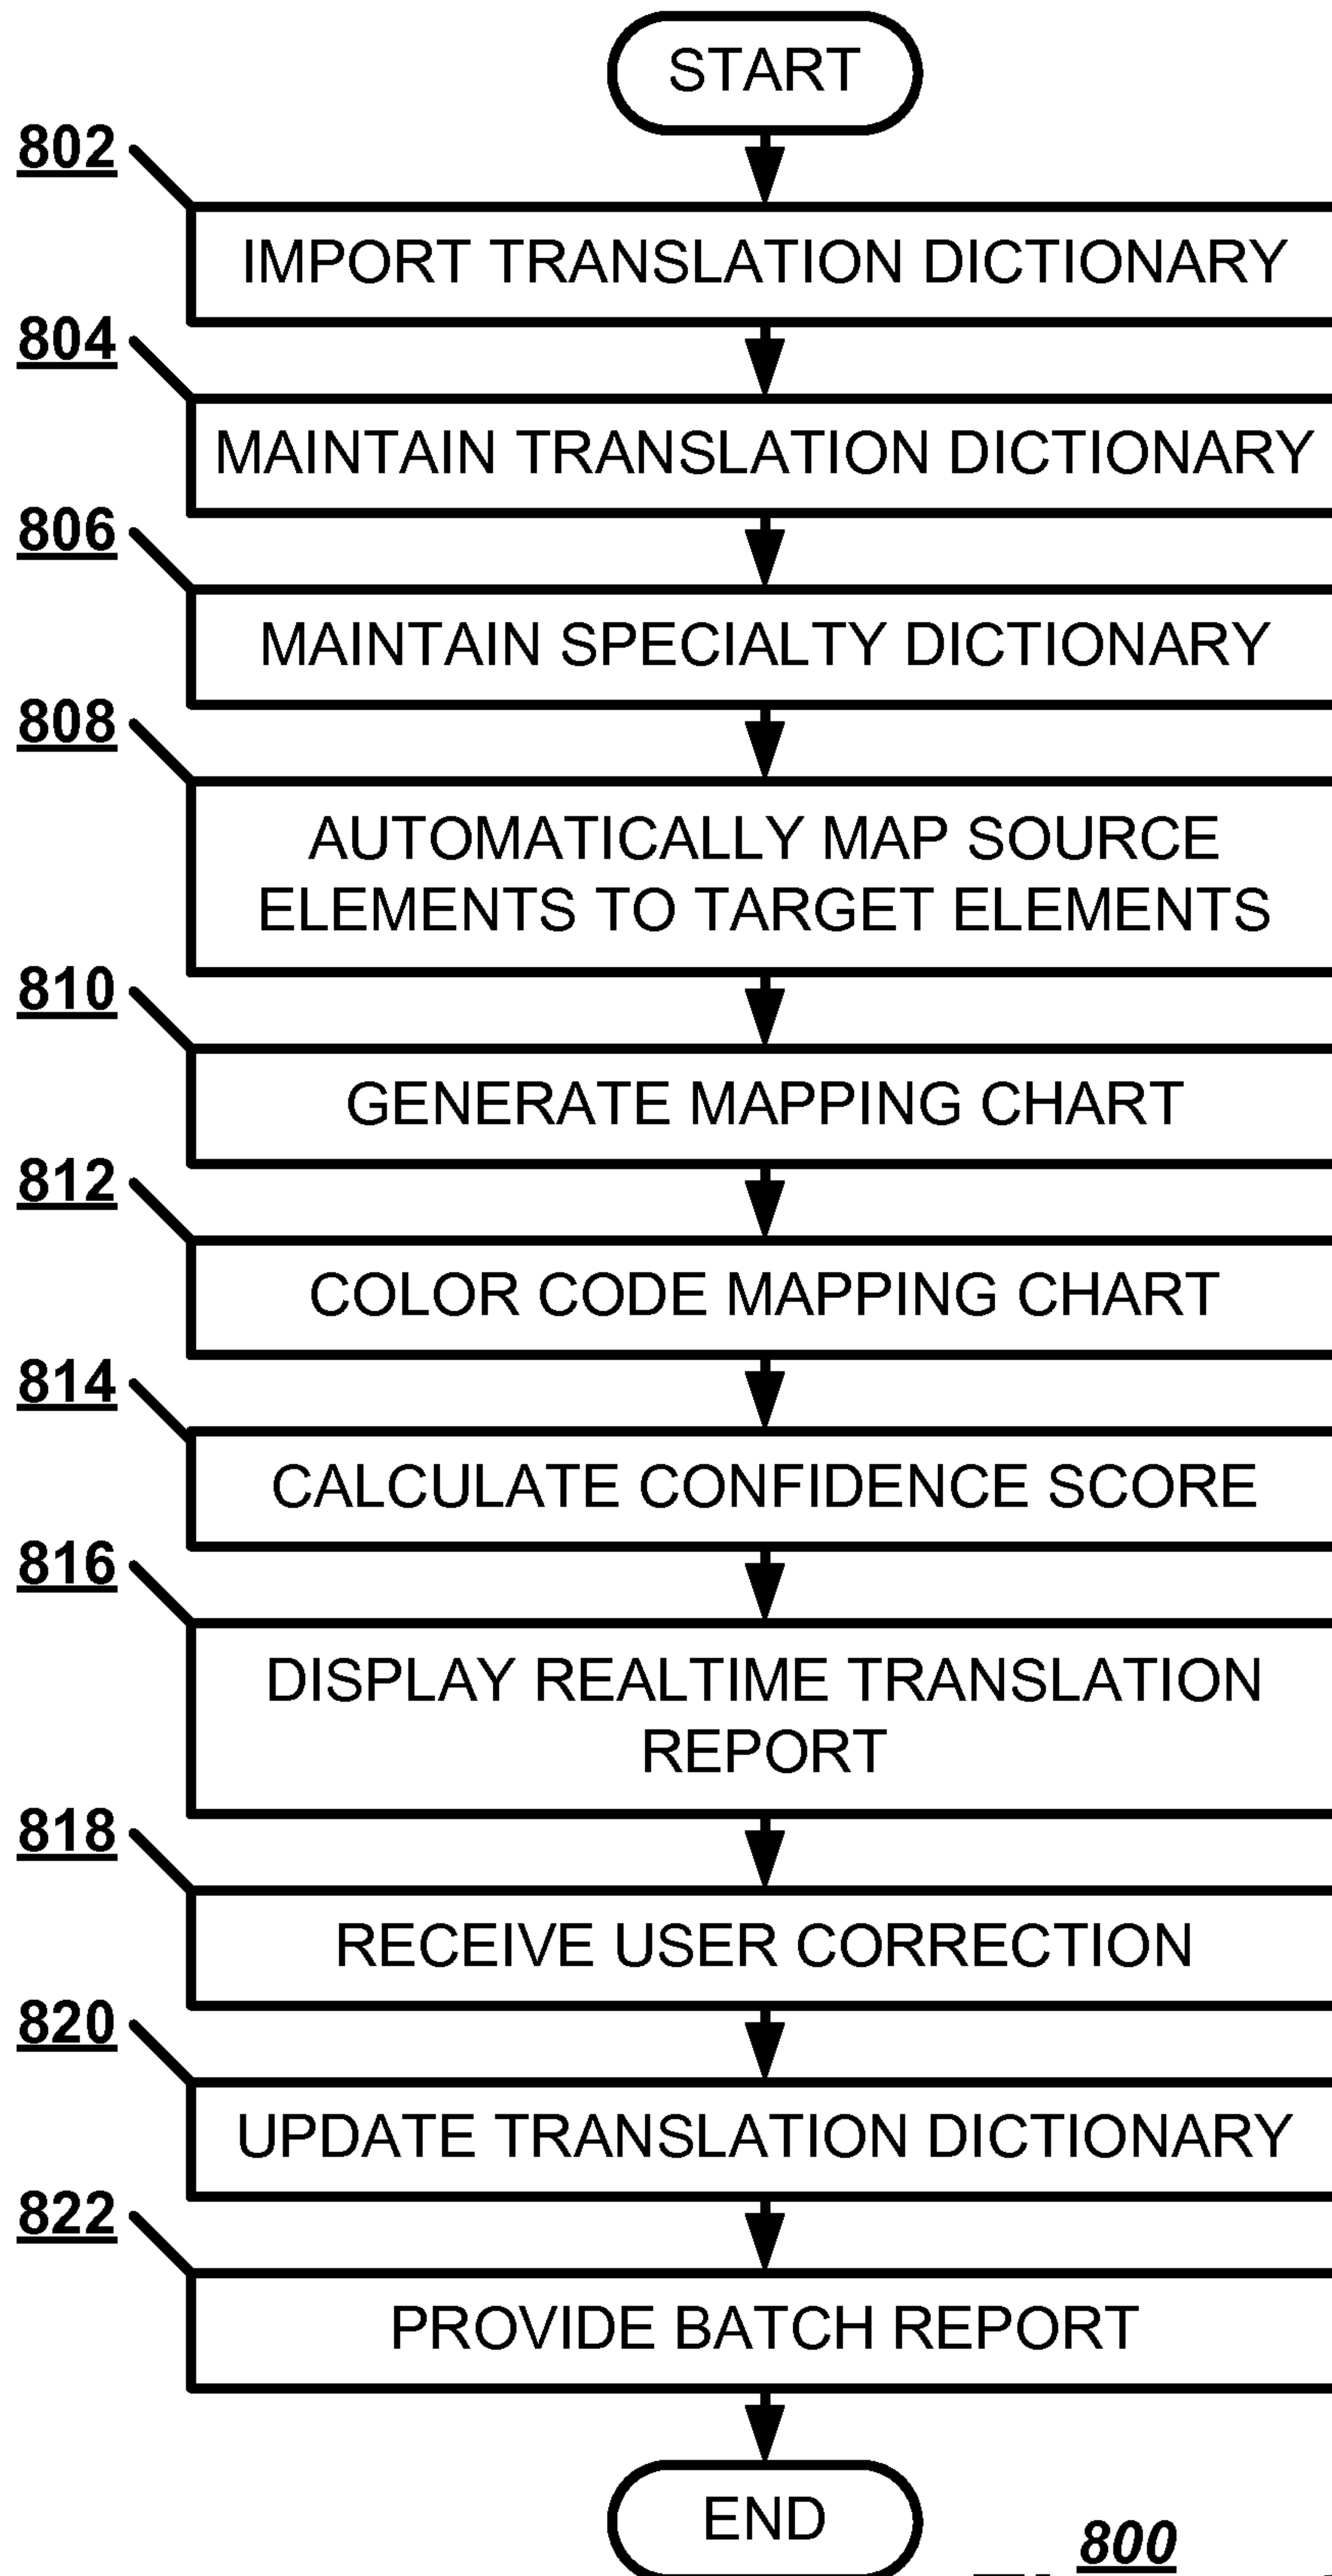 START
802
IMPORT TRANSLATION DICTIONARY
804
MAINTAIN TRANSLATION DICTIONARY
806
MAINTAIN SPECIALTY DICTIONARY
808
AUTOMATICALLY MAP SOURCE
ELEMENTS TO TARGET ELEMENTS
810
GENERATE MAPPING CHART
812
COLOR CODE MAPPING CHART
814
CALCULATE CONFIDENCE SCORE
816
DISPLAY REALTIME TRANSLATION
REPORT
818
RECEIVE USER CORRECTION
820
UPDATE TRANSLATION DICTIONARY
822
PROVIDE BATCH REPORT
END
800